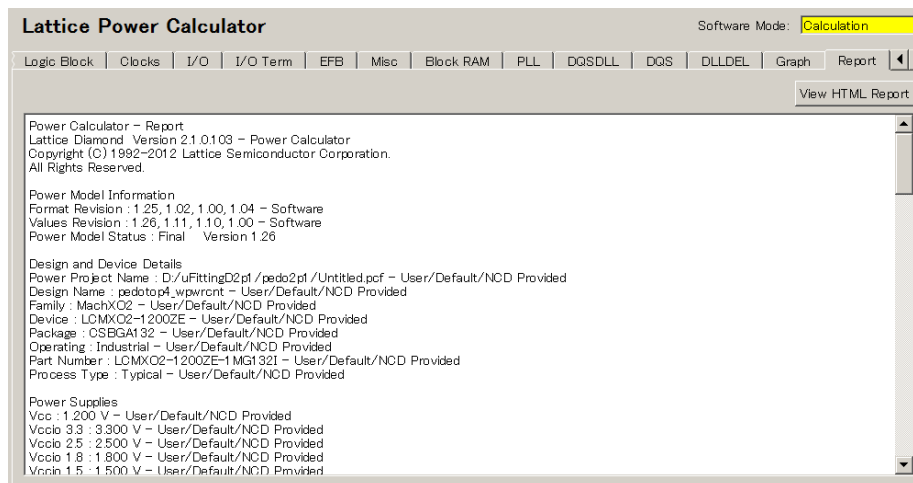 Lattice Power Calculator
Software Mode: Calculation
Logic Block Clocks I/O I/O Term EFB Misc Block RAM PLL DQSDLL DQS DLLDEL Graph Report
View HTML Report
Power Calculator - Report
Lattice Diamond Version 2.1.0.103 - Power Calculator
Copyright (C) 1992-2012 Lattice Semiconductor Corporation.
All Rights Reserved.
Power Model Information
Format Revision : 1.25, 1.02, 1.00, 1.04 - Software
Values Revision : 1.26, 1.11, 1.10, 1.00 - Software
Power Model Status : Final Version 1.26
Design and Device Details
Power Project Name : D:/uFittingD2p1/pedo2p1/Untitled.pcf - User/Default/NCD Provided
Design Name : pedotop4_wpwrcnt - User/Default/NCD Provided
Family : MachXO2 - User/Default/NCD Provided
Device : LCMXO2-1200ZE - User/Default/NCD Provided
Package : CSBGA132 - User/Default/NCD Provided
Operating : Industrial - User/Default/NCD Provided
Part Number : LCMXO2-1200ZE-1MG132I - User/Default/NCD Provided
Process Type : Typical - User/Default/NCD Provided
Power Supplies
Vcc : 1.200 V - User/Default/NCD Provided
Vccio 3.3 : 3.300 V - User/Default/NCD Provided
Vccio 2.5 : 2.500 V - User/Default/NCD Provided
Vccio 1.8 : 1.800 V - User/Default/NCD Provided
Vccio 1.5 : 1.500 V - User/Default/NCD Provided